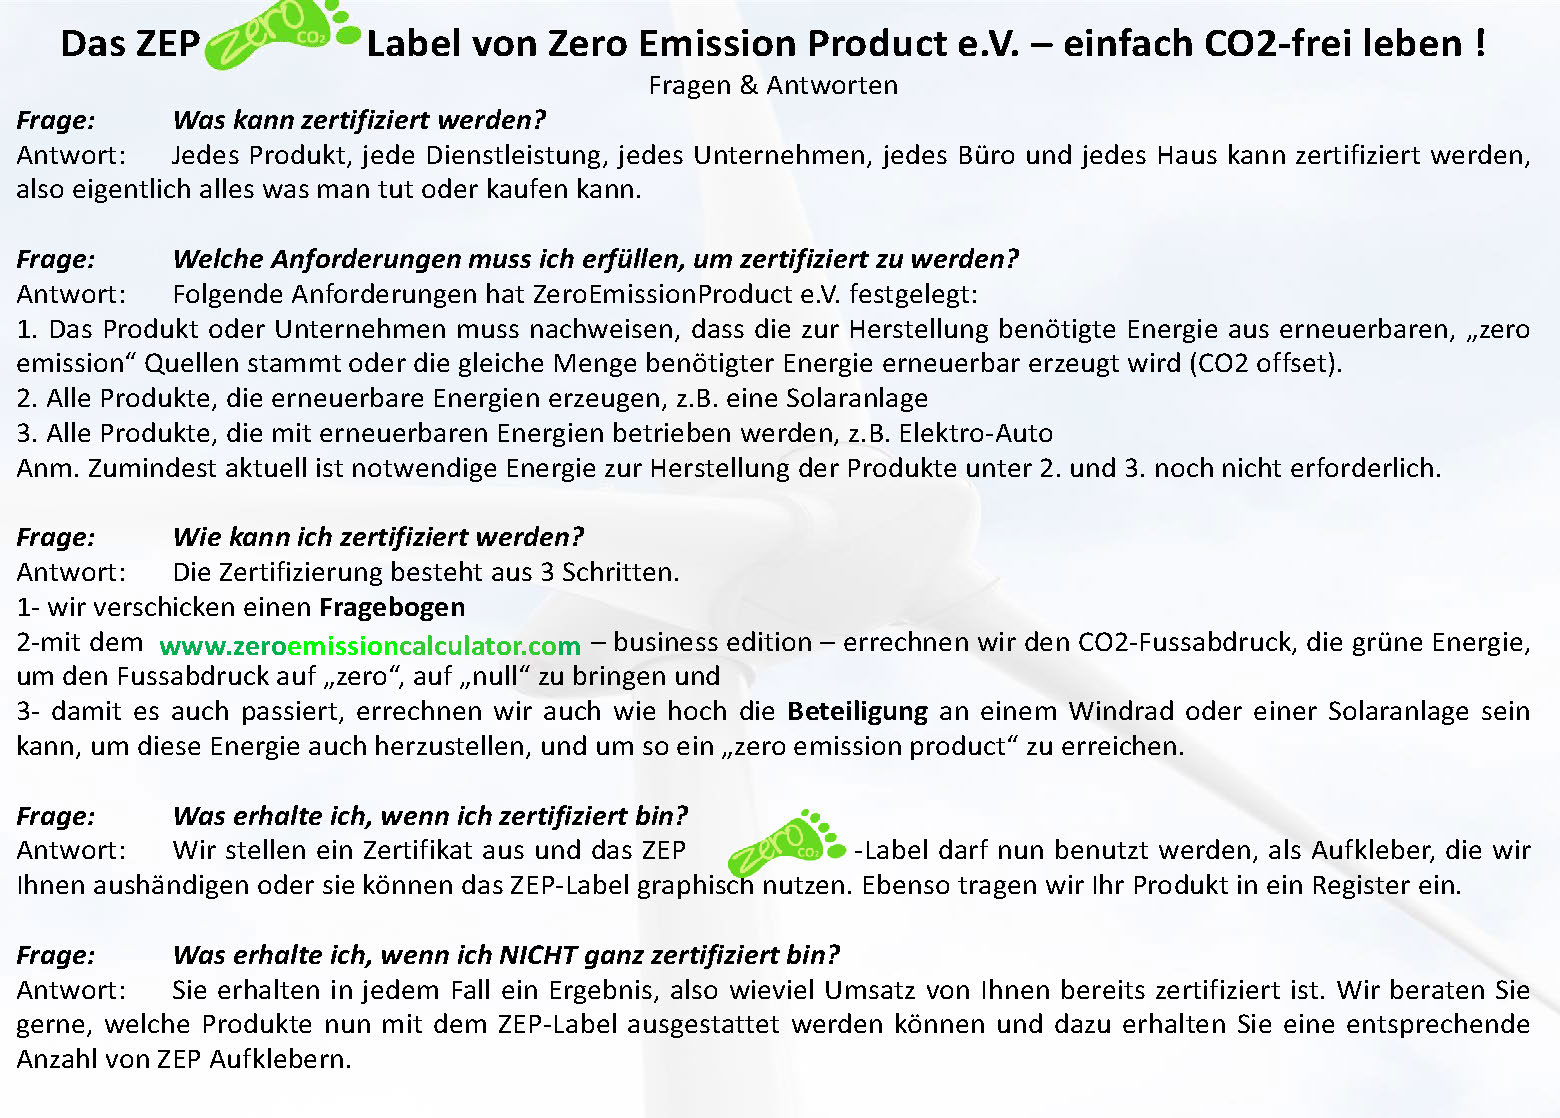 Das ZEP zero CO2 Label von Zero Emission Product e.V. – einfach CO2-frei leben !
Fragen & Antworten
Frage: Was kann zertifiziert werden?
Antwort: Jedes Produkt, jede Dienstleistung, jedes Unternehmen, jedes Büro und jedes Haus kann zertifiziert werden,
also eigentlich alles was man tut oder kaufen kann.
Frage: Welche Anforderungen muss ich erfüllen, um zertifiziert zu werden?
Antwort: Folgende Anforderungen hat ZeroEmissionProduct e.V. festgelegt:
1. Das Produkt oder Unternehmen muss nachweisen, dass die zur Herstellung benötigte Energie aus erneuerbaren, „zero
emission“ Quellen stammt oder die gleiche Menge benötigter Energie erneuerbar erzeugt wird (CO2 offset).
2. Alle Produkte, die erneuerbare Energien erzeugen, z.B. eine Solaranlage
3. Alle Produkte, die mit erneuerbaren Energien betrieben werden, z.B. Elektro-Auto
Anm. Zumindest aktuell ist notwendige Energie zur Herstellung der Produkte unter 2. und 3. noch nicht erforderlich.
Frage: Wie kann ich zertifiziert werden?
Antwort: Die Zertifizierung besteht aus 3 Schritten.
1- wir verschicken einen Fragebogen
2-mit dem www.zeroemissioncalculator.com – business edition – errechnen wir den CO2-Fussabdruck, die grüne Energie,
um den Fussabdruck auf „zero“, auf „null“ zu bringen und
3- damit es auch passiert, errechnen wir auch wie hoch die Beteiligung an einem Windrad oder einer Solaranlage sein
kann, um diese Energie auch herzustellen, und um so ein „zero emission product“ zu erreichen.
Frage: Was erhalte ich, wenn ich zertifiziert bin?
Antwort: Wir stellen ein Zertifikat aus und das ZEP zero CO2 -Label darf nun benutzt werden, als Aufkleber, die wir
Ihnen aushändigen oder sie können das ZEP-Label graphisch nutzen. Ebenso tragen wir Ihr Produkt in ein Register ein.
Frage: Was erhalte ich, wenn ich NICHT ganz zertifiziert bin?
Antwort: Sie erhalten in jedem Fall ein Ergebnis, also wieviel Umsatz von Ihnen bereits zertifiziert ist. Wir beraten Sie
gerne, welche Produkte nun mit dem ZEP-Label ausgestattet werden können und dazu erhalten Sie eine entsprechende
Anzahl von ZEP Aufklebern.